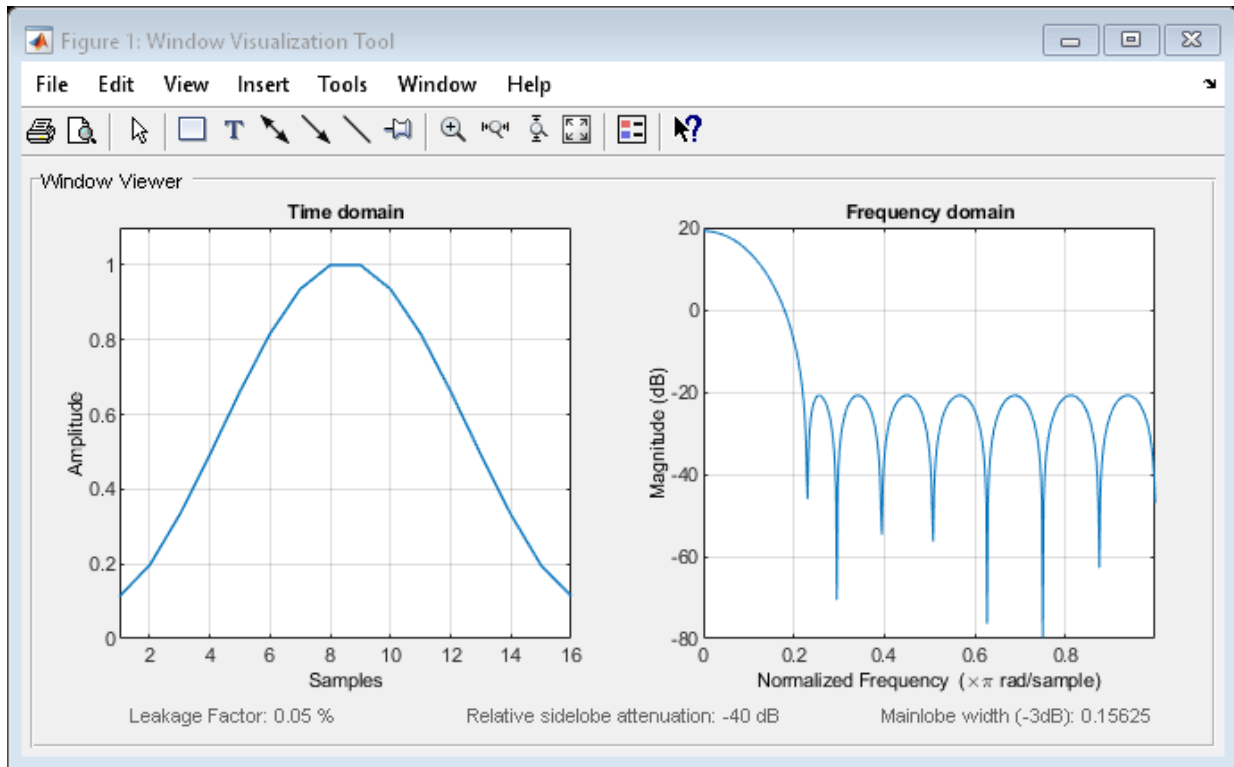 Figure 1: Window Visualization Tool
File Edit View Insert Tools Window Help
T
?
Window Viewer
Time domain
1
0.8
0.6
0.4
0.2
0
Amplitude
2 4 6 8 10 12 14 16
Samples
Frequency domain
20
0
-20
-40
-60
-80
Magnitude (dB)
0 0.2 0.4 0.6 0.8
Normalized Frequency (×π rad/sample)
Leakage Factor: 0.05 % Relative sidelobe attenuation: -40 dB Mainlobe width (-3dB): 0.15625